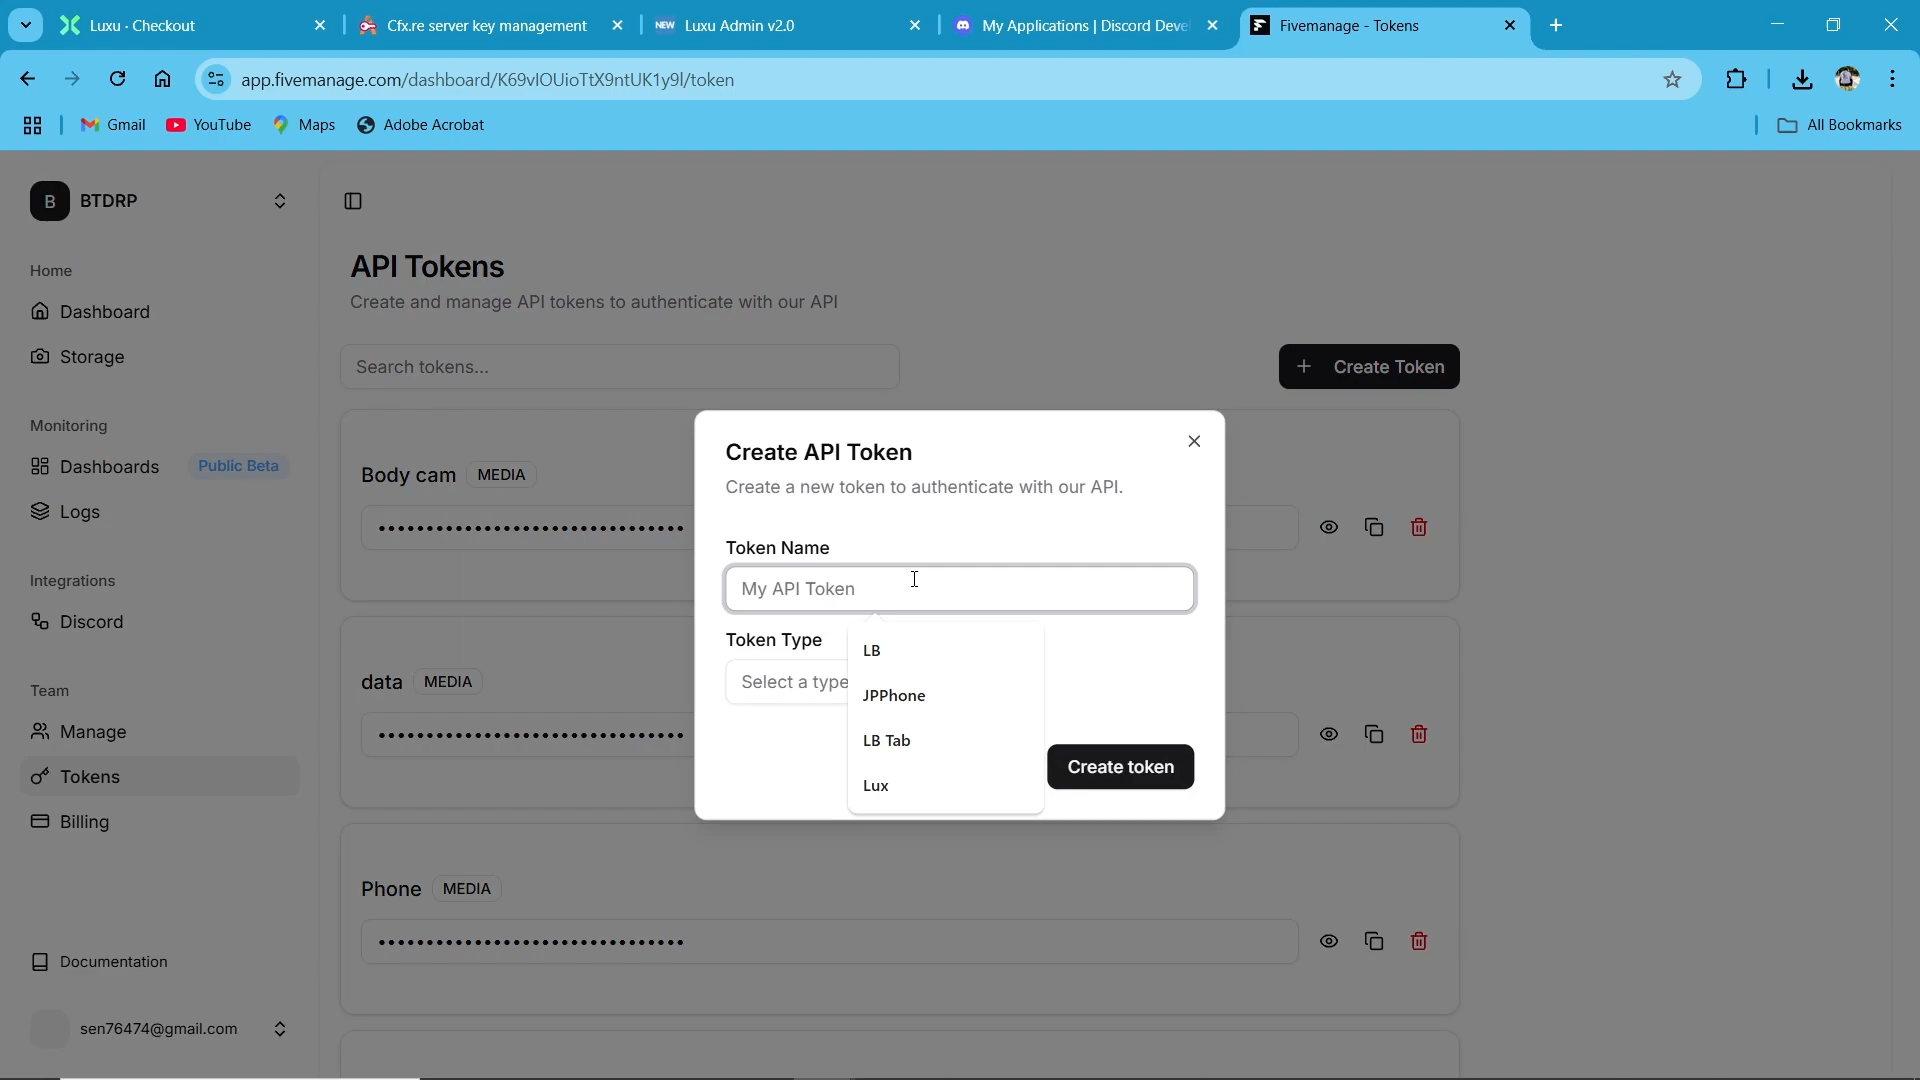 Luxu - Checkout
Cfx.re server key management
NEW Luxu Admin v2.0
My Applications | Discord Deve
Fivemanage - Tokens
app.fivemanage.com/dashboard/K69vIOUioTtX9ntUK1y9l/token
Gmail
YouTube
Maps
Adobe Acrobat
All Bookmarks
B BTDRP
Home
Dashboard
Storage
Monitoring
Dashboards Public Beta
Logs
Integrations
Discord
Team
Manage
Tokens
Billing
Documentation
sen76474@gmail.com
API Tokens
Create and manage API tokens to authenticate with our API
Search tokens...
Create Token
Body cam MEDIA
data MEDIA
Phone MEDIA
Create API Token
Create a new token to authenticate with our API.
Token Name
My API Token
Token Type
Select a type
LB
JPPhone
LB Tab
Lux
Create token